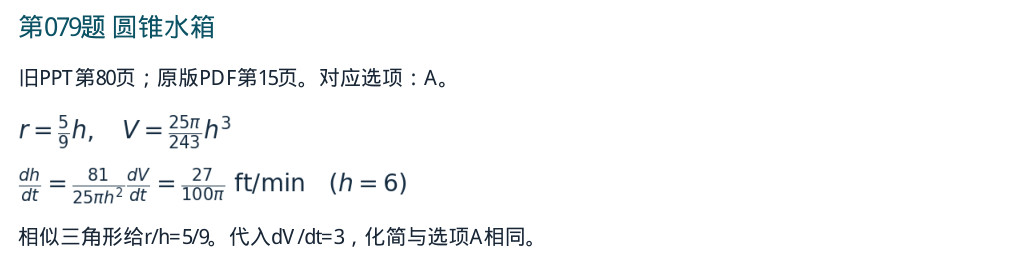 第079题 圆锥水箱
旧PPT第80页；原版PDF第15页。对应选项：A。
r = 5/9 h,  V = 25π/243 h³
dh/dt = 81/(25πh²) dV/dt = 27/(100π) ft/min (h = 6)
相似三角形给r/h=5/9。代入dV/dt=3，化简与选项A相同。